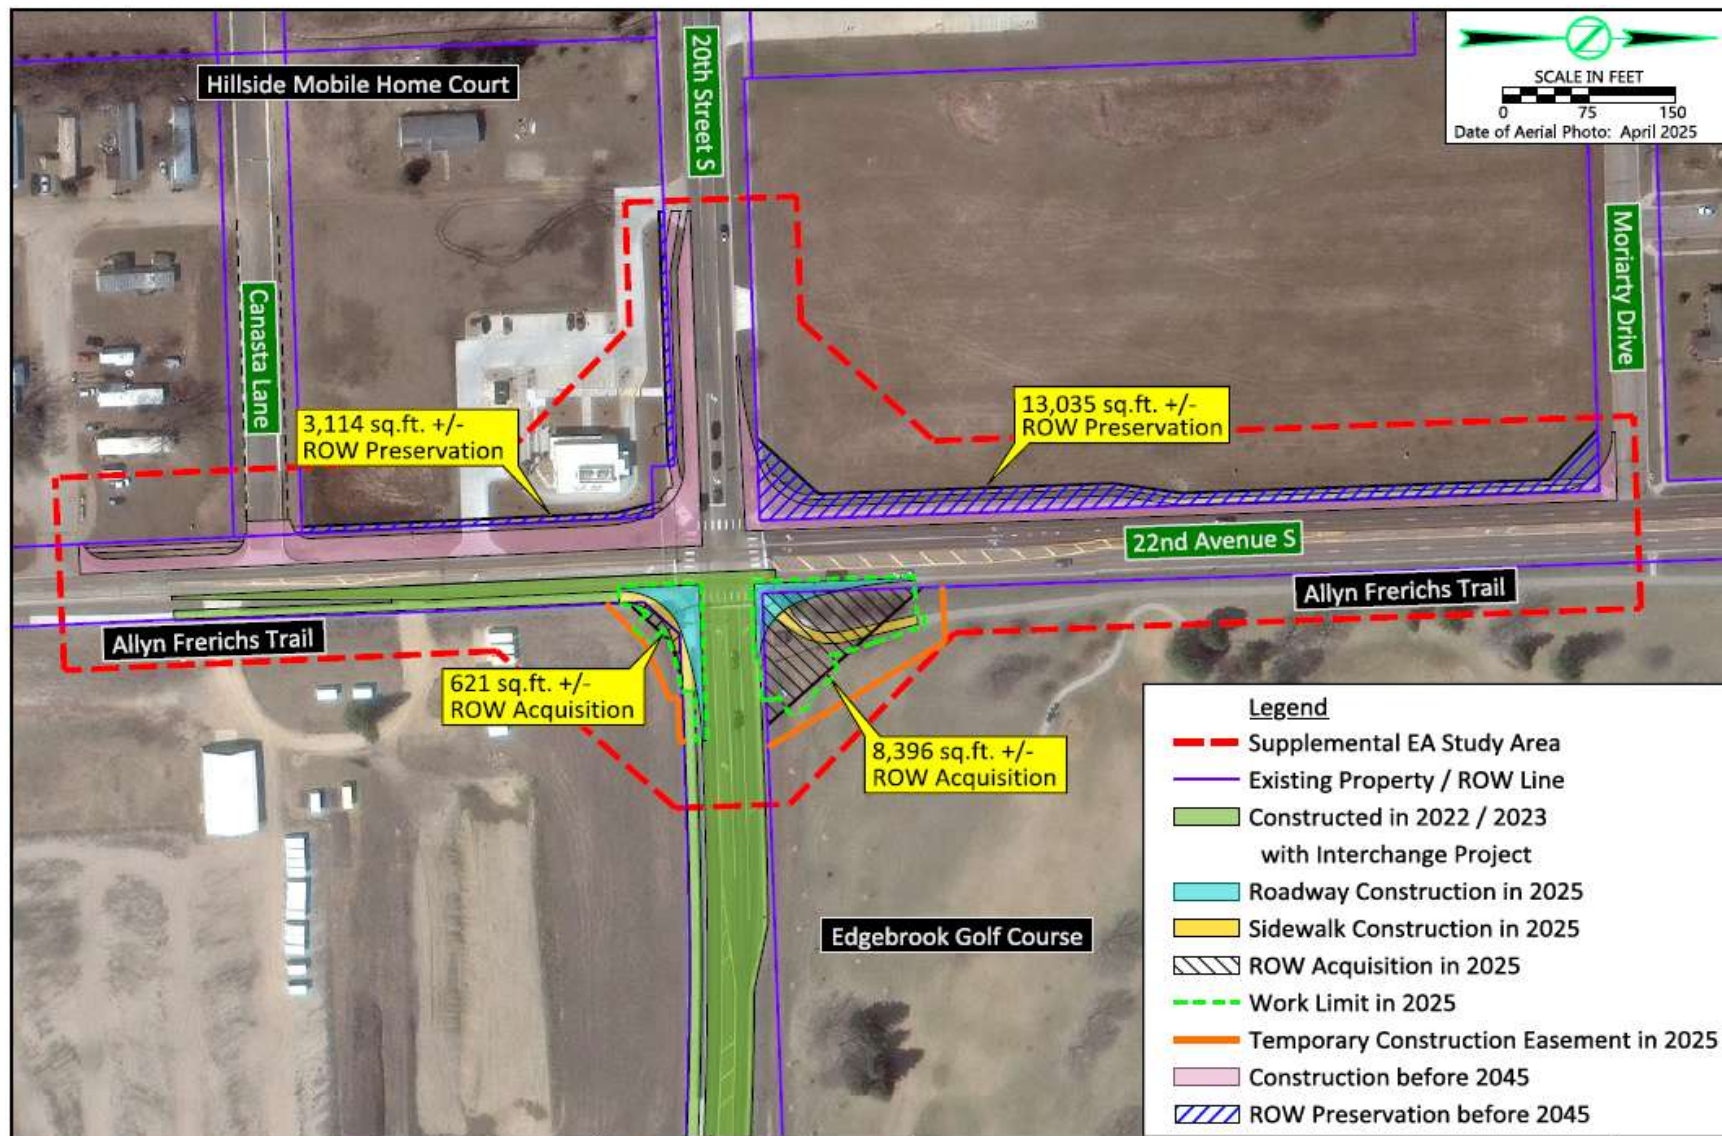 Hillside Mobile Home Court
20th Street S
SCALE IN FEET
0 75 150
Date of Aerial Photo: April 2025
Canasta Lane
Moriarty Drive
3,114 sq.ft. +/-
ROW Preservation
13,035 sq.ft. +/-
ROW Preservation
22nd Avenue S
Allyn Frerichs Trail
Allyn Frerichs Trail
621 sq.ft. +/-
ROW Acquisition
8,396 sq.ft. +/-
ROW Acquisition
Edgebrook Golf Course
Legend
Supplemental EA Study Area
Existing Property / ROW Line
Constructed in 2022 / 2023
with Interchange Project
Roadway Construction in 2025
Sidewalk Construction in 2025
ROW Acquisition in 2025
Work Limit in 2025
Temporary Construction Easement in 2025
Construction before 2045
ROW Preservation before 2045